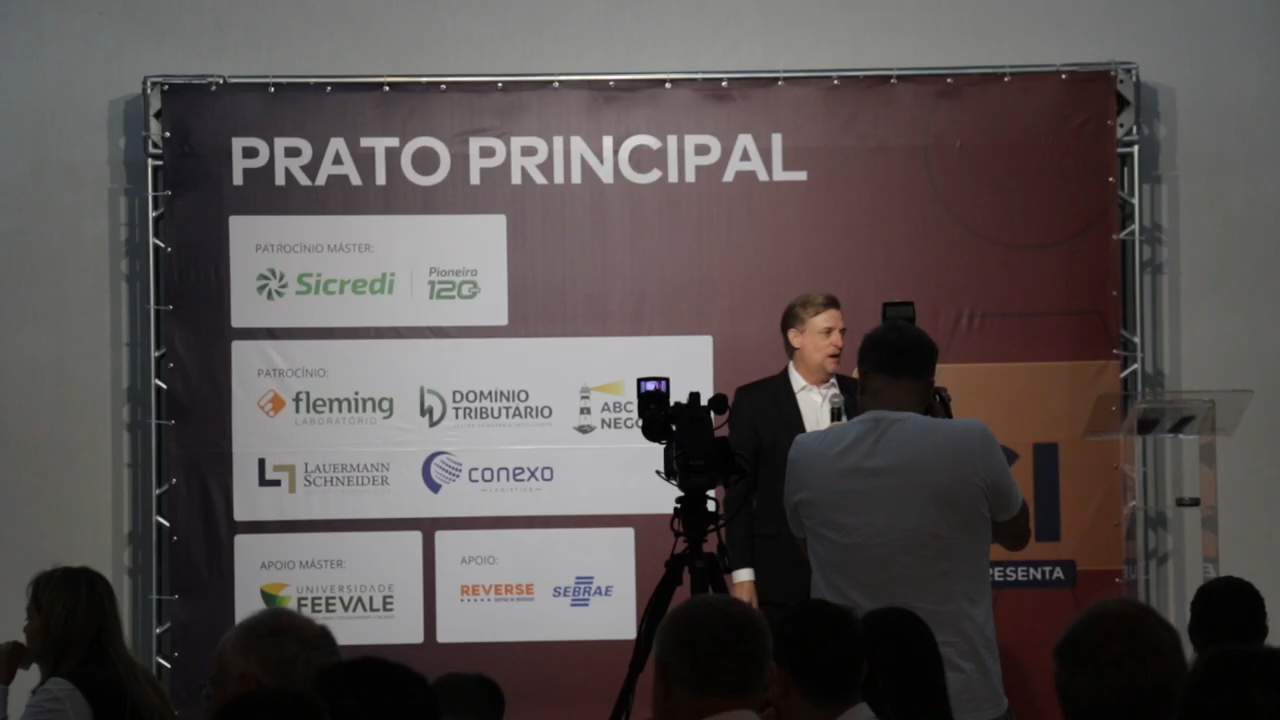 PRATO PRINCIPAL
PATROCÍNIO MÁSTER:
Sicredi
Pioneira
120
PATROCÍNIO:
fleming
LABORATÓRIO
DOMÍNIO
TRIBUTÁRIO
ABC
LAUERMANN
SCHNEIDER
conexo
LOGÍSTICA
APOIO MÁSTER:
UNIVERSIDADE
FEEVALE
APOIO:
REVERSE
SEBRAE